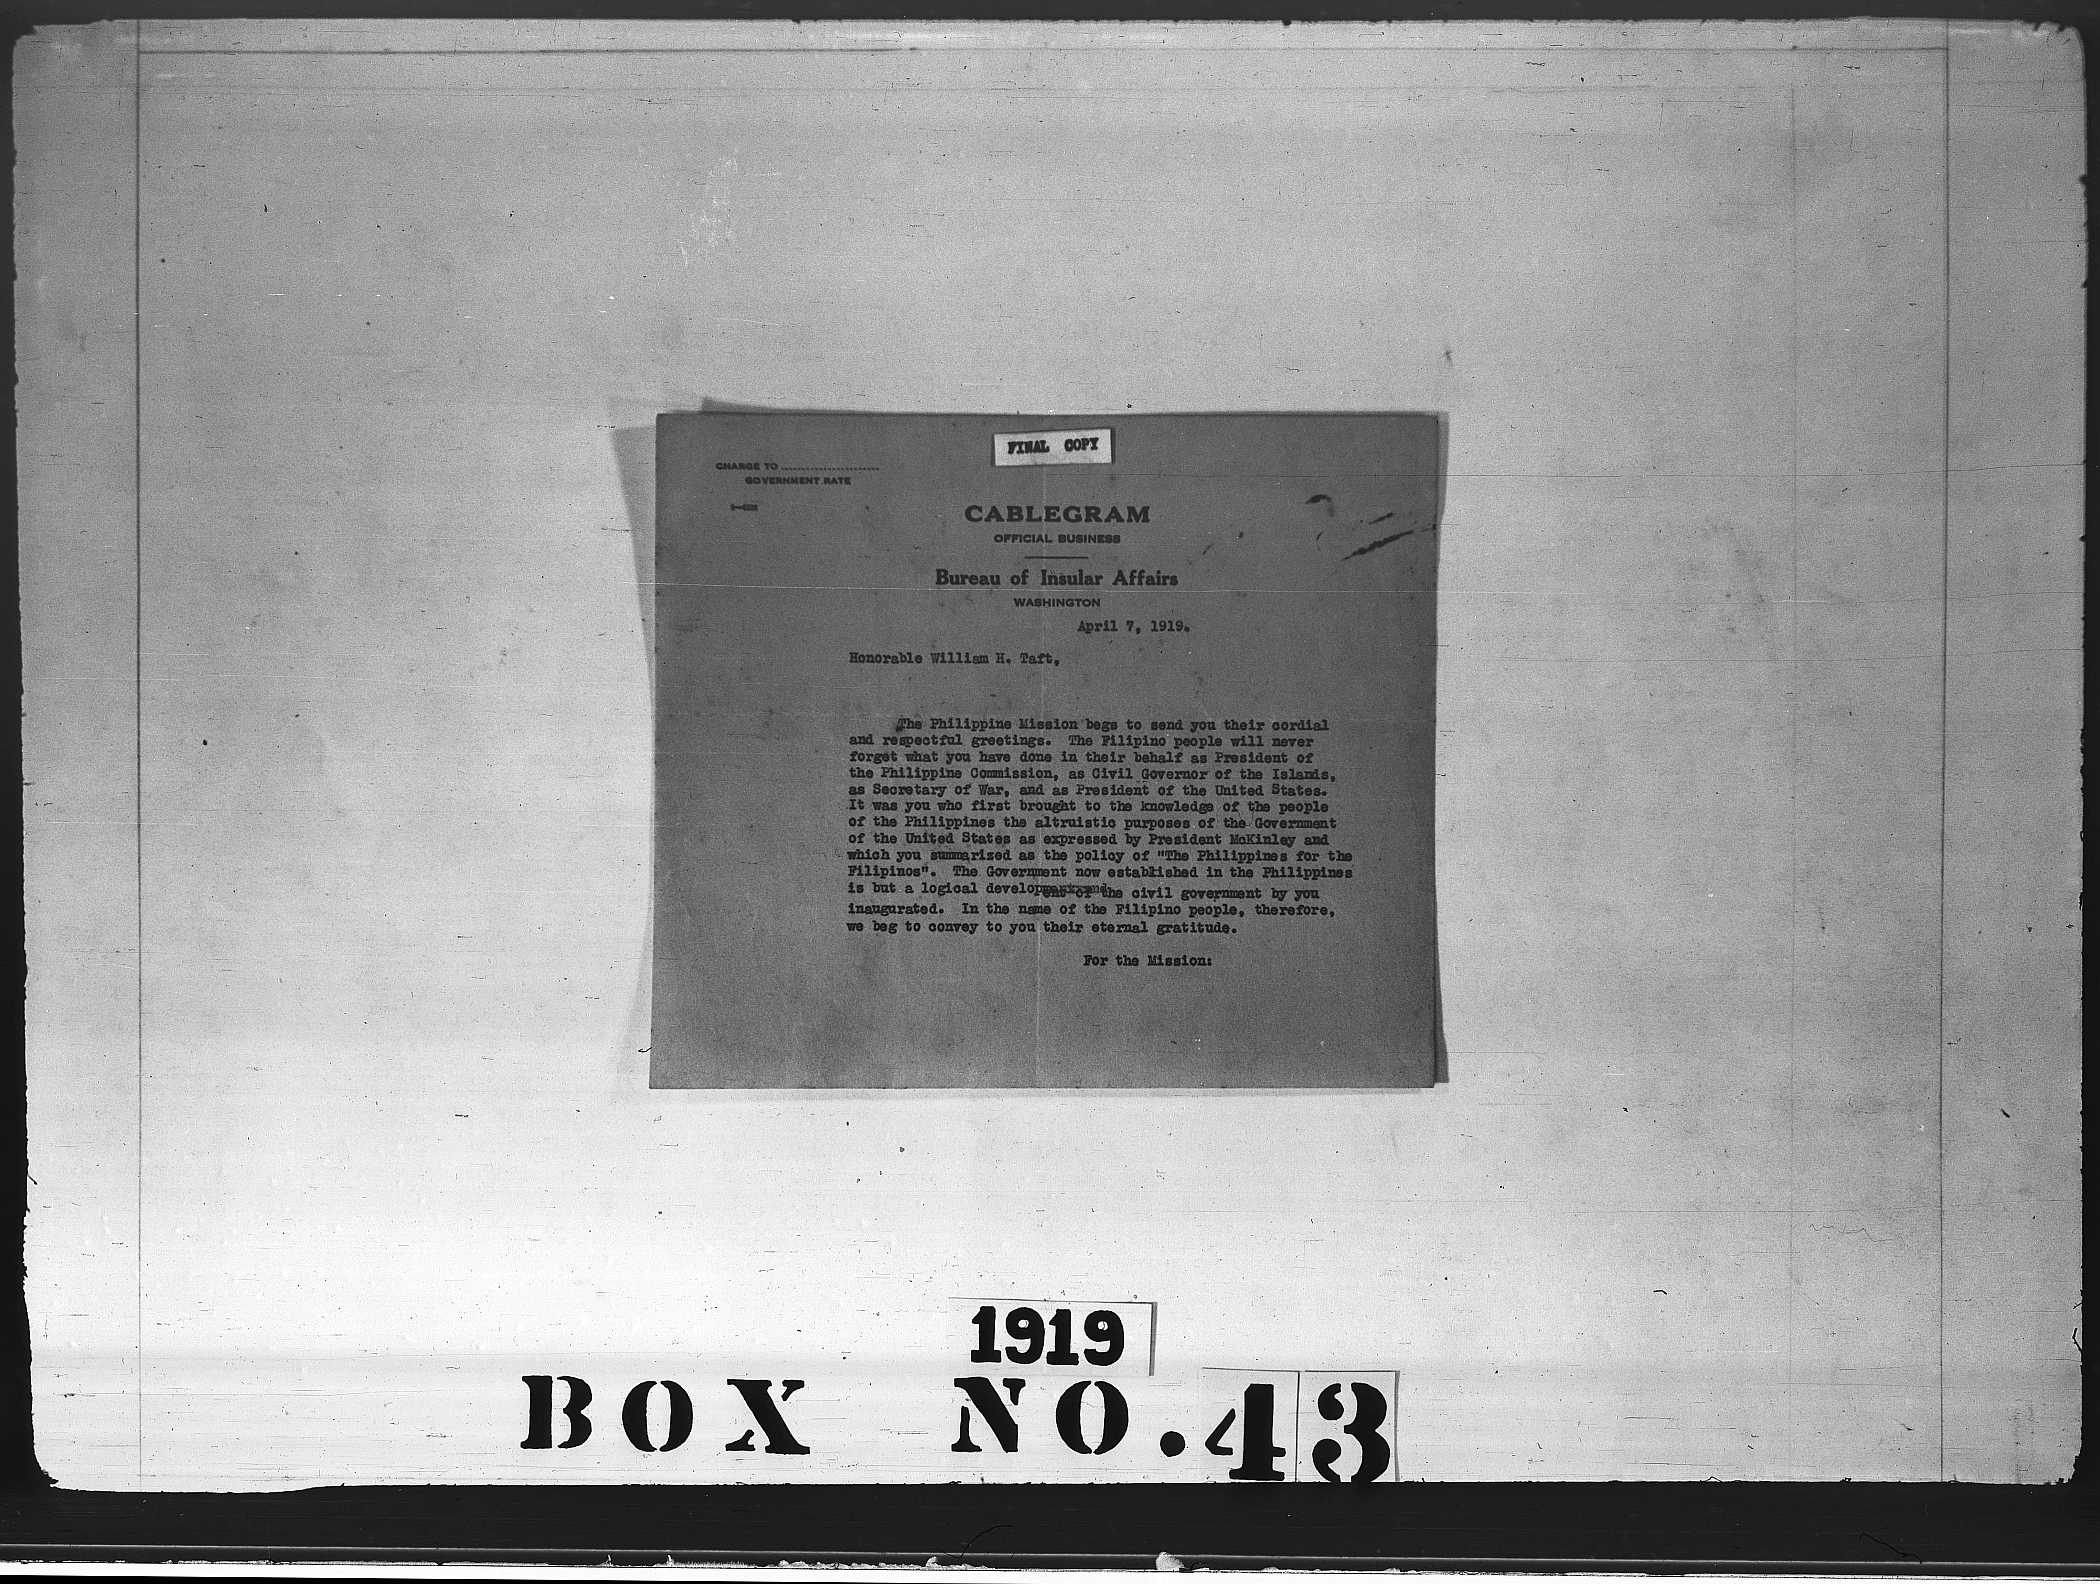 FINAL COPY
CHARGE TO
GOVERNMENT RATE
CABLEGRAM
OFFICIAL BUSINESS
Bureau of Insular Affairs
WASHINGTON
April 7, 1919.
Honorable William H. Taft,
The Philippine Mission begs to send you their cordial
and respectful greetings. The Filipino people will never
forget what you have done in their behalf as President of
the Philippine Commission, as Civil Governor of the Islands,
as Secretary of War, and as President of the United States.
It was you who first brought to the knowledge of the people
of the Philippines the altruistic purposes of the Government
of the United States as expressed by President McKinley and
which you summarized as the policy of "The Philippines for the
Filipinos". The Government now established in the Philippines
is but a logical development of the civil government by you
inaugurated. In the name of the Filipino people, therefore,
we beg to convey to you their eternal gratitude.
For the Mission:
1919
BOX NO. 43